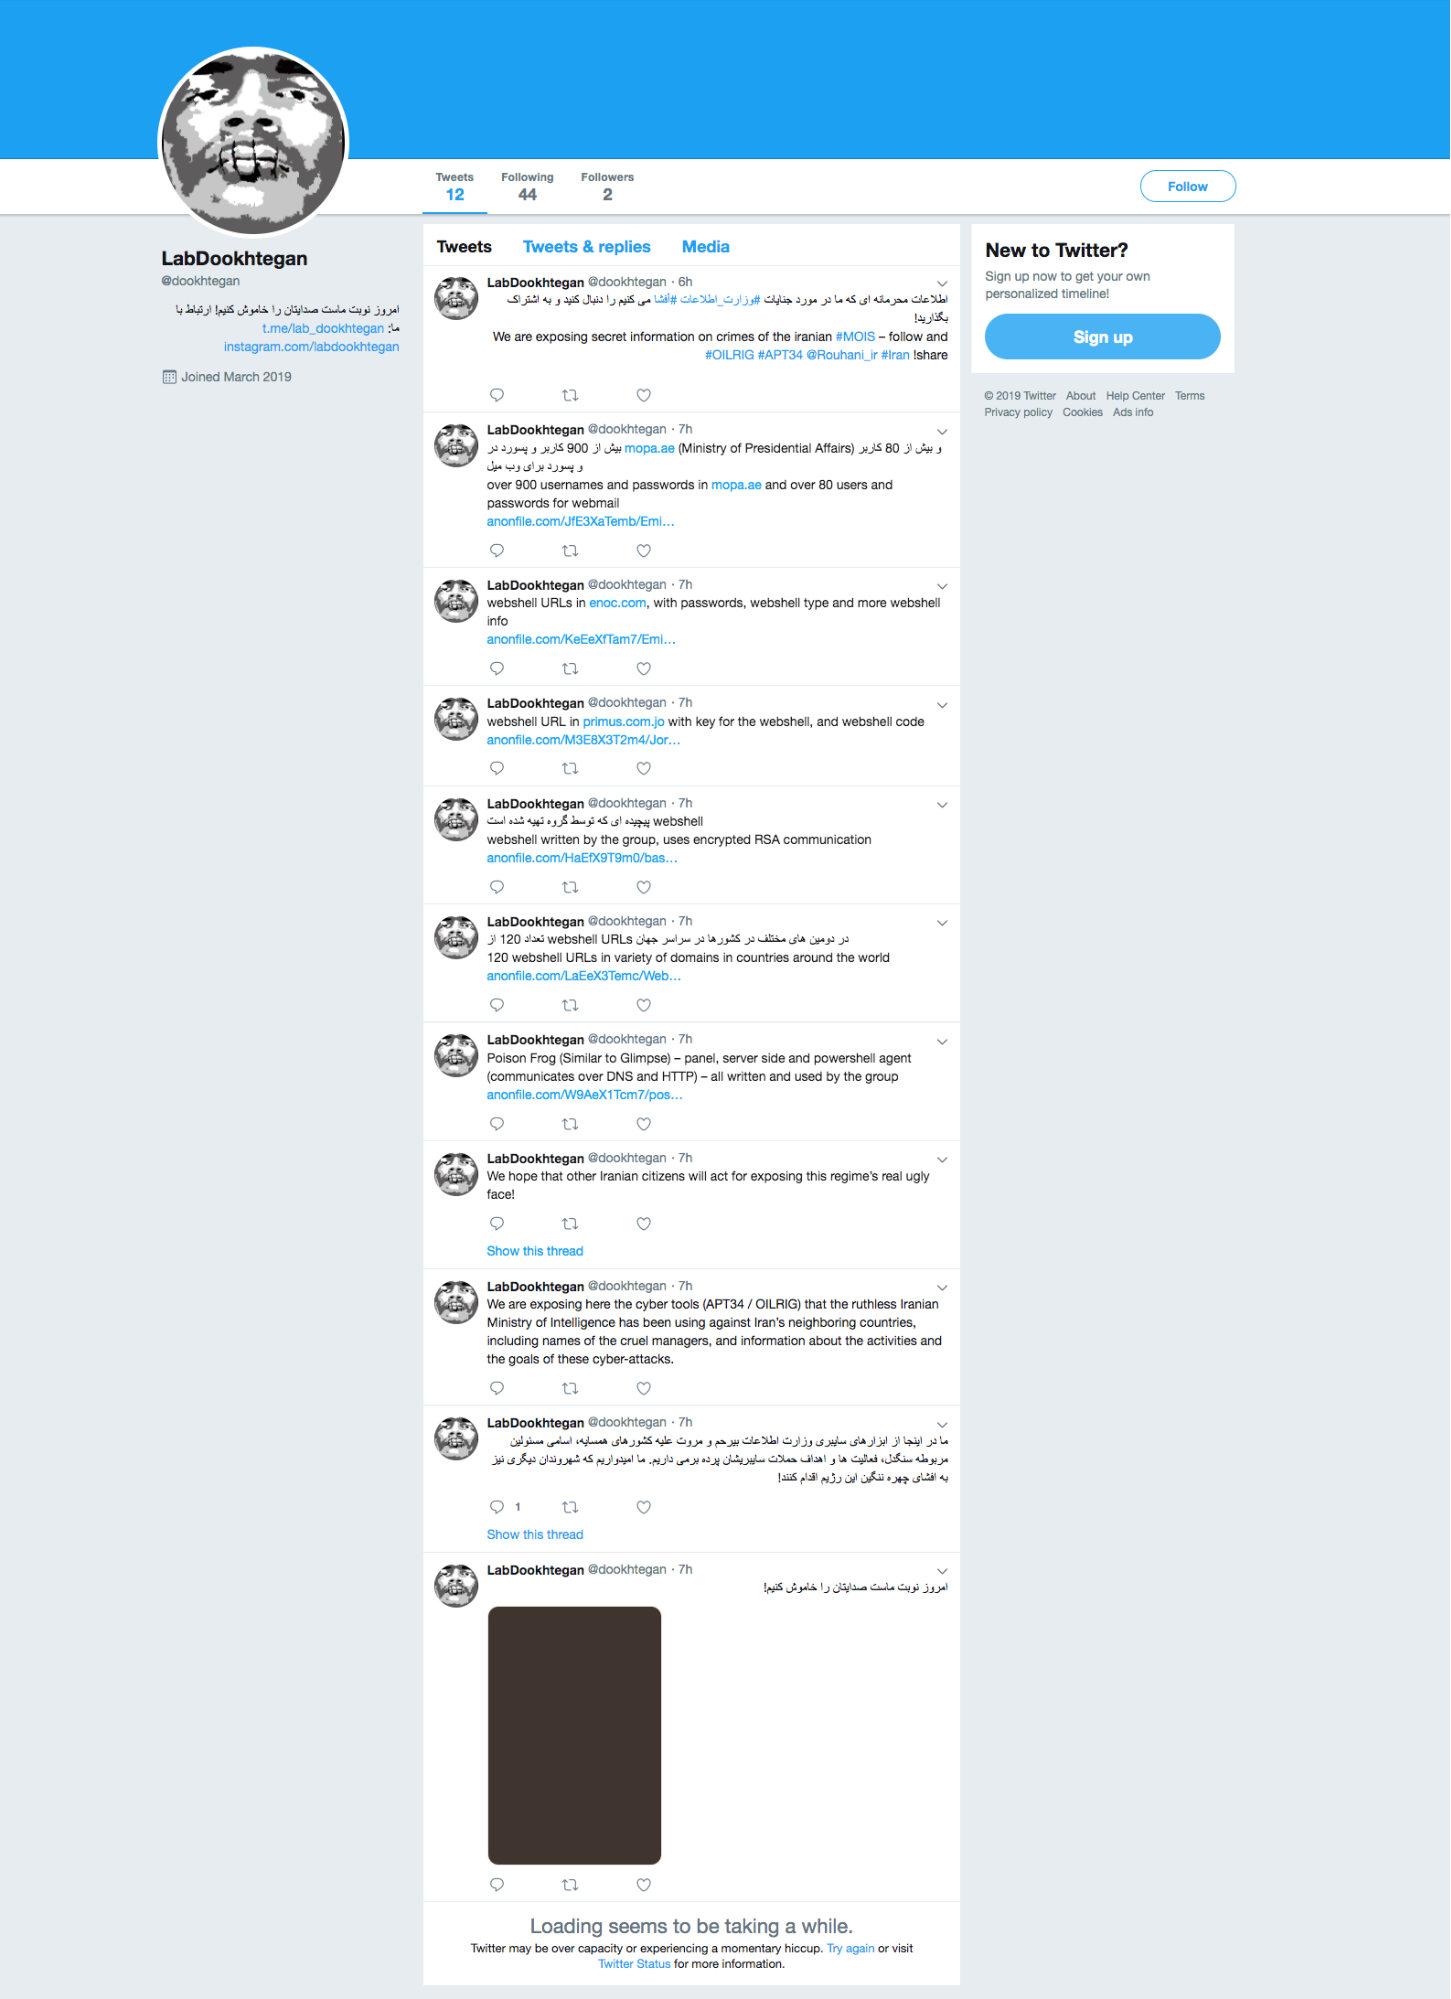 Tweets
12
Following
44
Followers
2
Follow
LabDookhtegan
@dookhtegan
امروز نوبت ماست صدایتان را خاموش کنیم! ارتباط با
ما: t.me/lab_dookhtegan
instagram.com/labdookhtegan
Joined March 2019
Tweets Tweets & replies Media
LabDookhtegan @dookhtegan · 6h
اطلاعات محرمانه ای که ما در مورد جنایات #وزارت_اطلاعات #افشا می کنیم را دنبال کنید و به اشتراک
بگذارید!
We are exposing secret information on crimes of the iranian #MOIS – follow and
#OILRIG #APT34 @Rouhani_ir #Iran !share
LabDookhtegan @dookhtegan · 7h
بیش از 900 کاربر و پسورد در mopa.ae (Ministry of Presidential Affairs) و بیش از 80 کاربر
و پسورد برای وب میل
over 900 usernames and passwords in mopa.ae and over 80 users and
passwords for webmail
anonfile.com/JfE3XaTemb/Emi…
LabDookhtegan @dookhtegan · 7h
webshell URLs in enoc.com, with passwords, webshell type and more webshell
info
anonfile.com/KeEeXfTam7/Emi…
LabDookhtegan @dookhtegan · 7h
webshell URL in primus.com.jo with key for the webshell, and webshell code
anonfile.com/M3E8X3T2m4/Jor…
LabDookhtegan @dookhtegan · 7h
webshell پیچیده ای که توسط گروه تهیه شده است
webshell written by the group, uses encrypted RSA communication
anonfile.com/HaEfX9T9m0/bas…
LabDookhtegan @dookhtegan · 7h
تعداد 120 از webshell URLs در دومین های مختلف در کشورها در سراسر جهان
120 webshell URLs in variety of domains in countries around the world
anonfile.com/LaEeX3Temc/Web…
LabDookhtegan @dookhtegan · 7h
Poison Frog (Similar to Glimpse) – panel, server side and powershell agent
(communicates over DNS and HTTP) – all written and used by the group
anonfile.com/W9AeX1Tcm7/pos…
LabDookhtegan @dookhtegan · 7h
We hope that other Iranian citizens will act for exposing this regime's real ugly
face!
Show this thread
LabDookhtegan @dookhtegan · 7h
We are exposing here the cyber tools (APT34 / OILRIG) that the ruthless Iranian
Ministry of Intelligence has been using against Iran's neighboring countries,
including names of the cruel managers, and information about the activities and
the goals of these cyber-attacks.
LabDookhtegan @dookhtegan · 7h
ما در اینجا از ابزارهای سایبری وزارت اطلاعات بیرحم و مروت علیه کشورهای همسایه، اسامی مسئولین
مربوطه سنگدل، فعالیت ها و اهداف حملات سایبریشان پرده برمی داریم. ما امیدواریم که شهروندان دیگری نیز
به افشای چهره ننگین این رژیم اقدام کنند!
1
Show this thread
LabDookhtegan @dookhtegan · 7h
امروز نوبت ماست صدایتان را خاموش کنیم!
Loading seems to be taking a while.
Twitter may be over capacity or experiencing a momentary hiccup. Try again or visit
Twitter Status for more information.
New to Twitter?
Sign up now to get your own
personalized timeline!
Sign up
© 2019 Twitter About Help Center Terms
Privacy policy Cookies Ads info